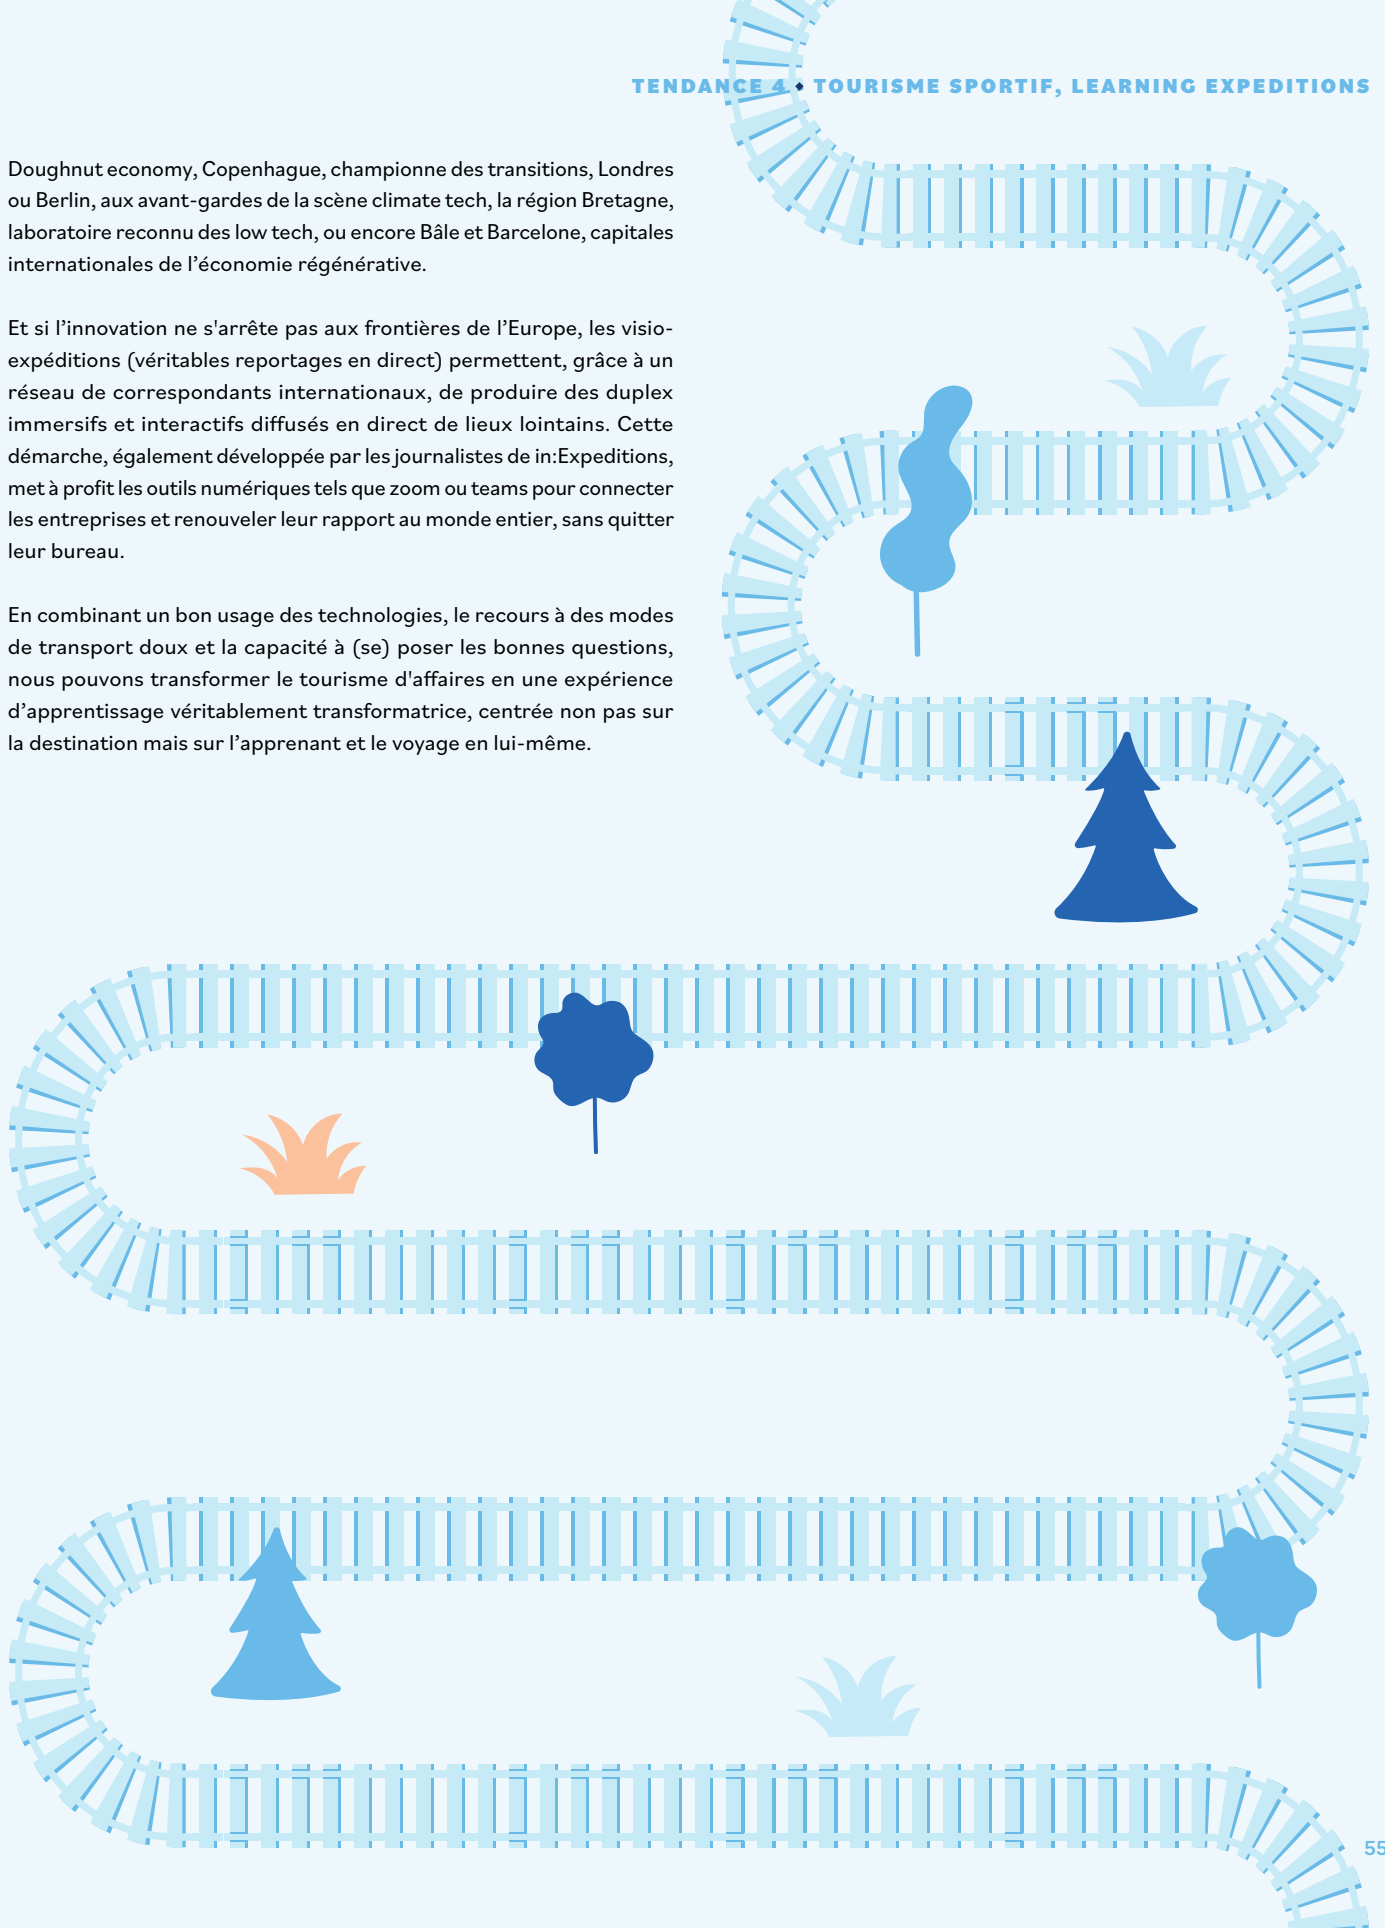 TENDANCE 4 ◆ TOURISME SPORTIF, LEARNING EXPEDITIONS
Doughnut economy, Copenhague, championne des transitions, Londres
ou Berlin, aux avant-gardes de la scène climate tech, la région Bretagne,
laboratoire reconnu des low tech, ou encore Bâle et Barcelone, capitales
internationales de l’économie régénérative.
Et si l’innovation ne s'arrête pas aux frontières de l’Europe, les visio-
expéditions (véritables reportages en direct) permettent, grâce à un
réseau de correspondants internationaux, de produire des duplex
immersifs et interactifs diffusés en direct de lieux lointains. Cette
démarche, également développée par les journalistes de in:Expeditions,
met à profit les outils numériques tels que zoom ou teams pour connecter
les entreprises et renouveler leur rapport au monde entier, sans quitter
leur bureau.
En combinant un bon usage des technologies, le recours à des modes
de transport doux et la capacité à (se) poser les bonnes questions,
nous pouvons transformer le tourisme d'affaires en une expérience
d’apprentissage véritablement transformatrice, centrée non pas sur
la destination mais sur l’apprenant et le voyage en lui-même.
55